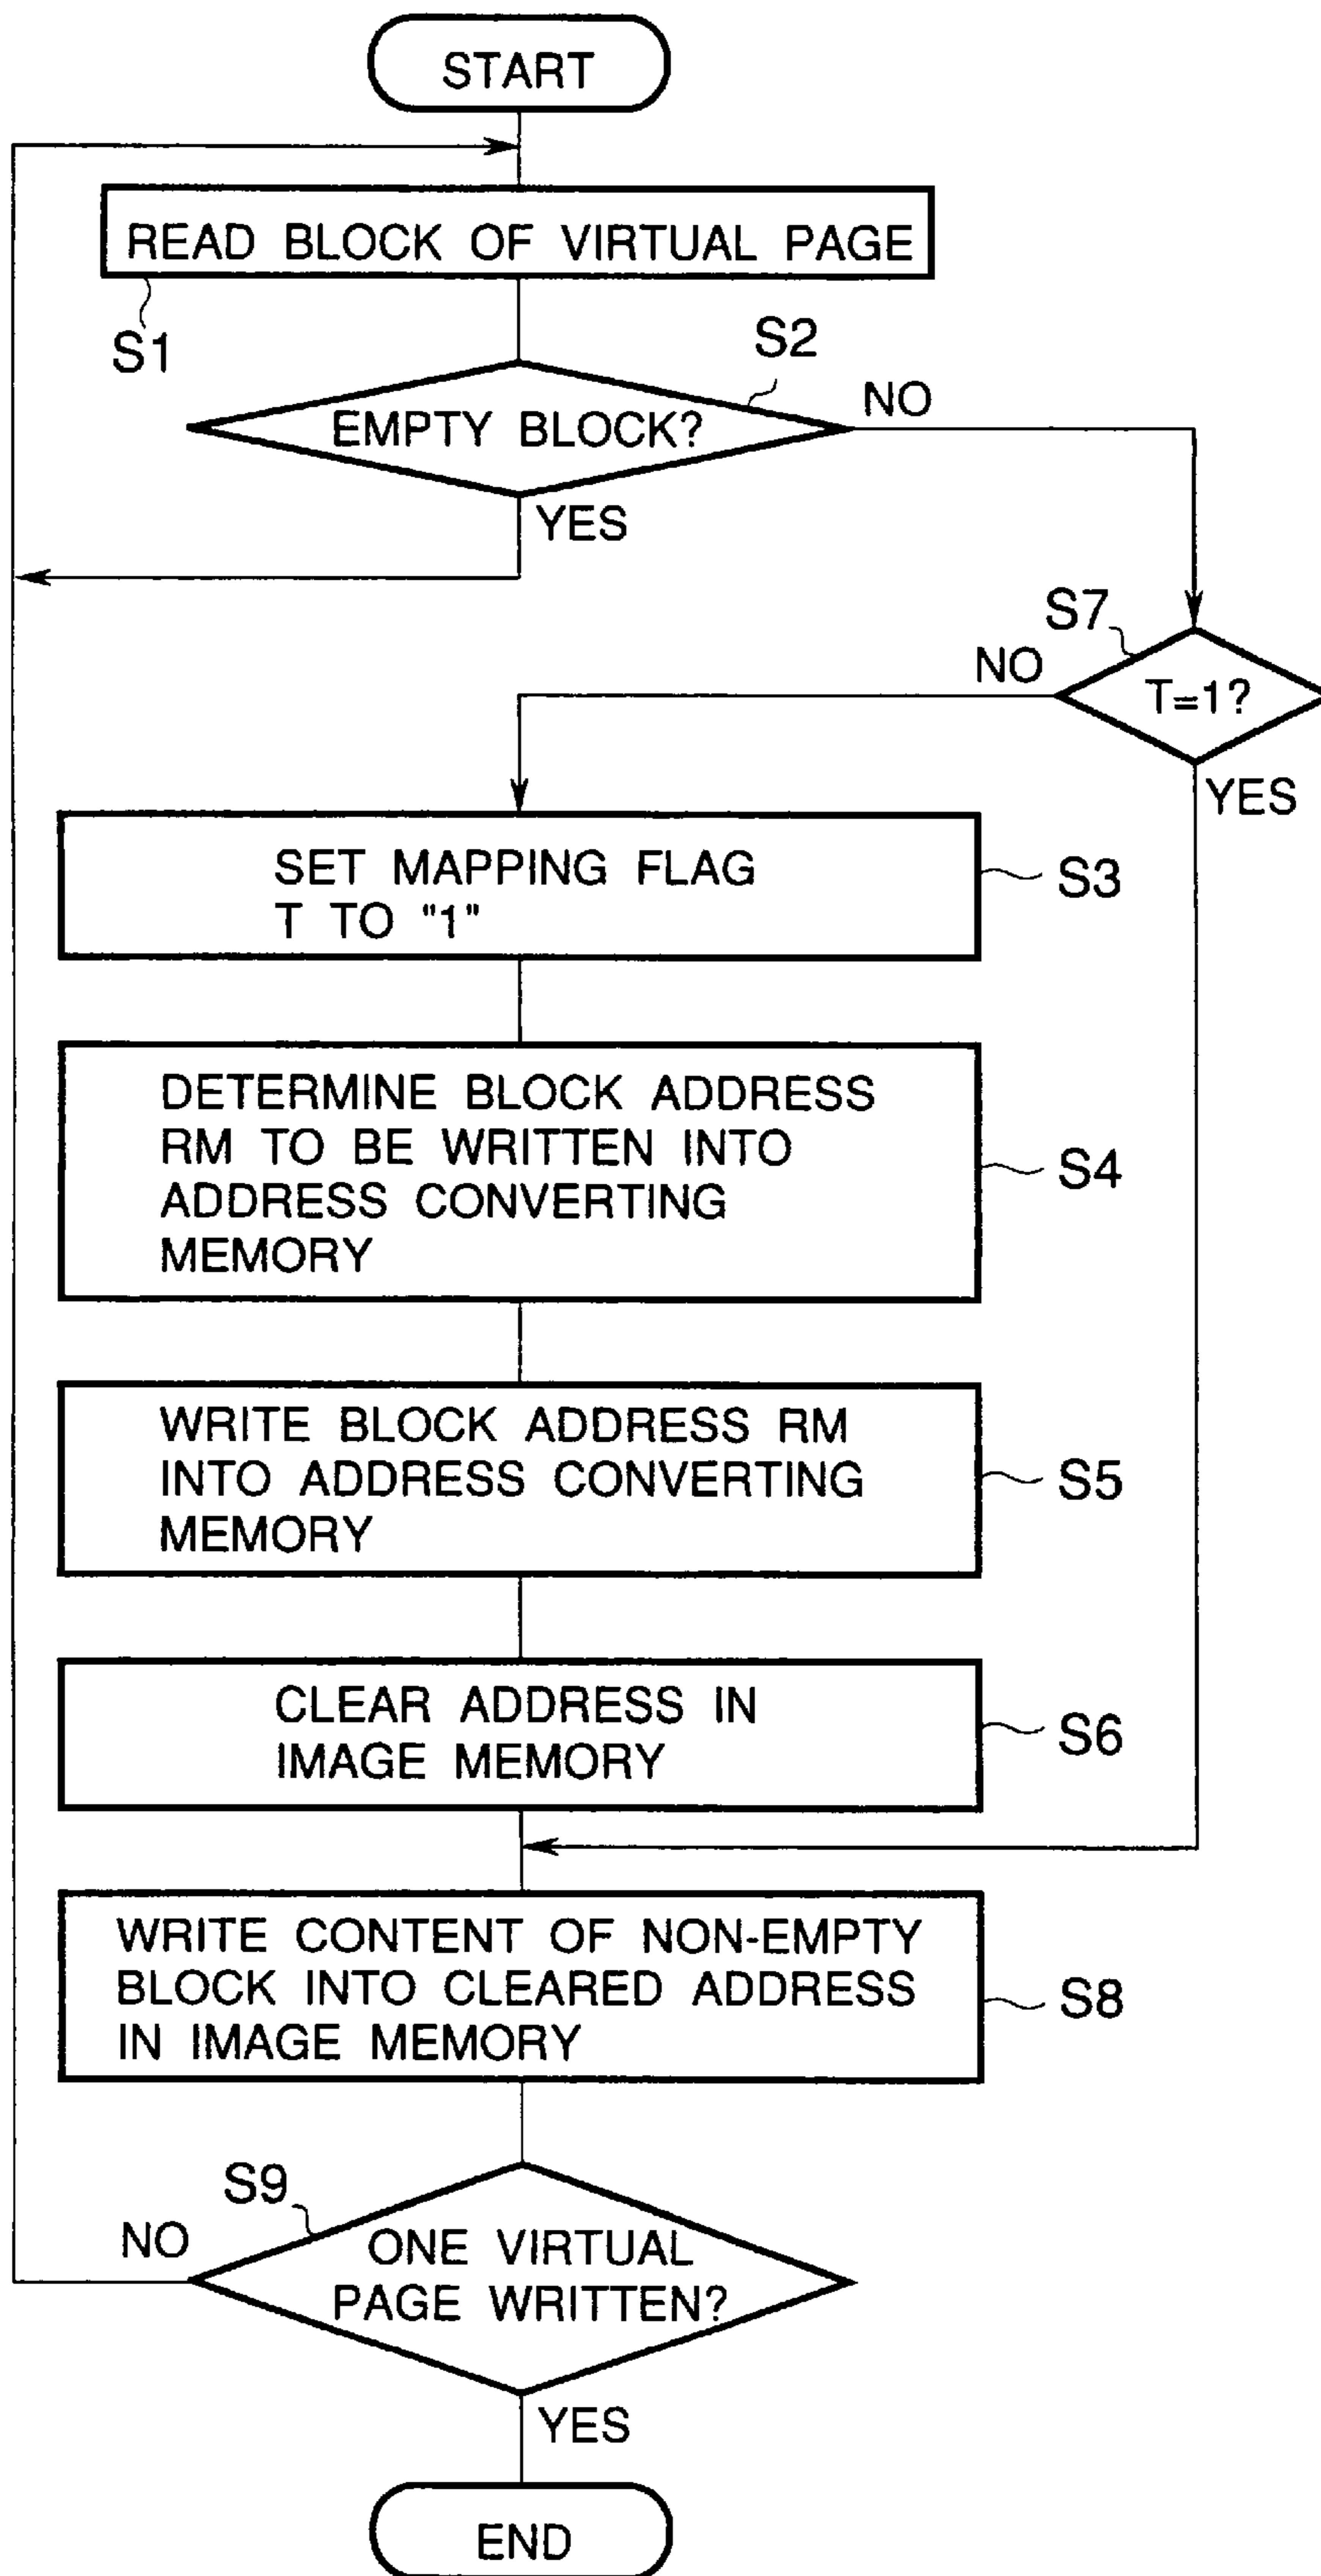 START
READ BLOCK OF VIRTUAL PAGE
S1
S2
EMPTY BLOCK?
NO
YES
S7
NO
T=1?
YES
SET MAPPING FLAG
T TO "1"
S3
DETERMINE BLOCK ADDRESS
RM TO BE WRITTEN INTO
ADDRESS CONVERTING
MEMORY
S4
WRITE BLOCK ADDRESS RM
INTO ADDRESS CONVERTING
MEMORY
S5
CLEAR ADDRESS IN
IMAGE MEMORY
S6
WRITE CONTENT OF NON-EMPTY
BLOCK INTO CLEARED ADDRESS
IN IMAGE MEMORY
S8
S9
NO
ONE VIRTUAL
PAGE WRITTEN?
YES
END